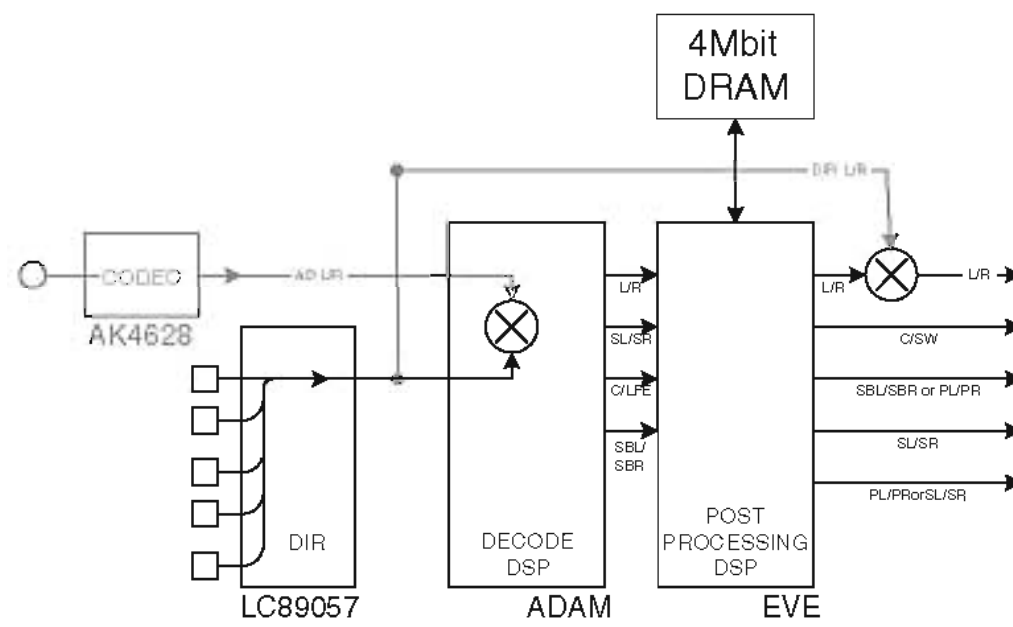 4Mbit
DRAM
DIR L/R
CODEC
AD L/R
AK4628
L/R
L/R
L/R
SL/SR
C/SW
C/LFE
SBL/SBR or PL/PR
SBL/
SBR
SL/SR
PL/PRorSL/SR
DIR
DECODE
DSP
POST
PROCESSING
DSP
LC89057
ADAM
EVE